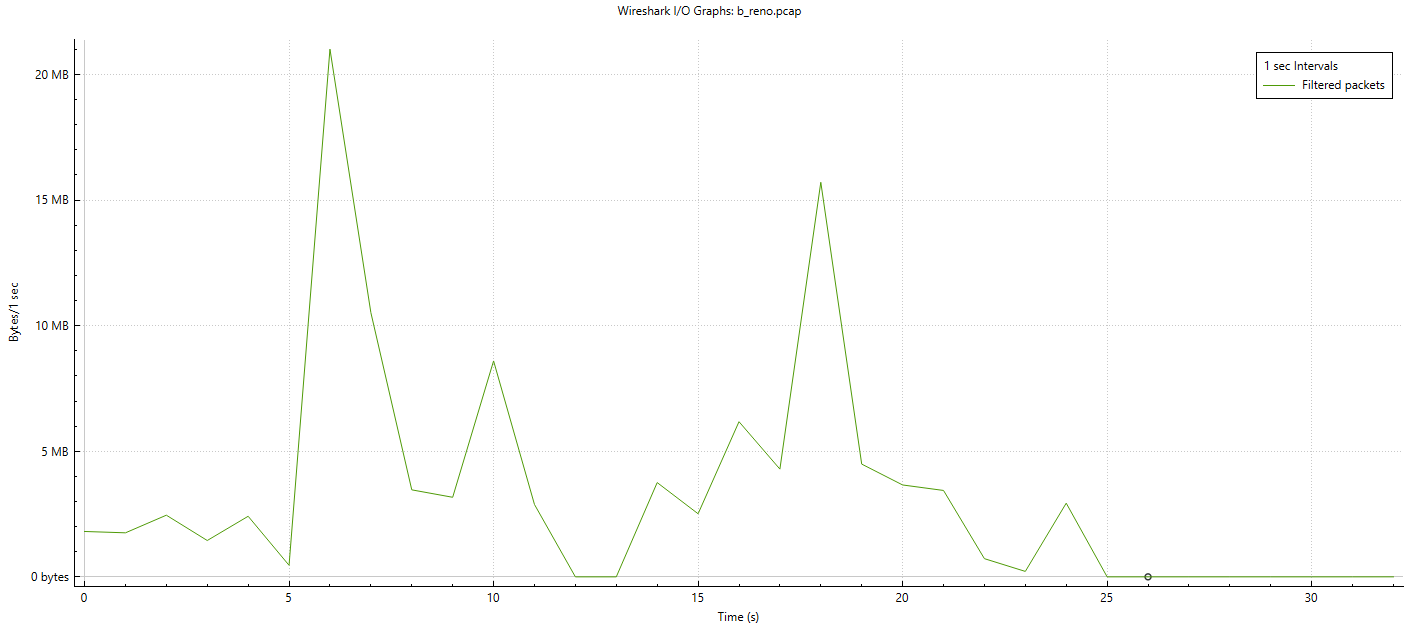 Wireshark I/O Graphs: b_reno.pcap
1 sec Intervals
Filtered packets
20 MB
15 MB
10 MB
5 MB
0 bytes
Bytes/1 sec
0 5 10 15 20 25 30
Time (s)